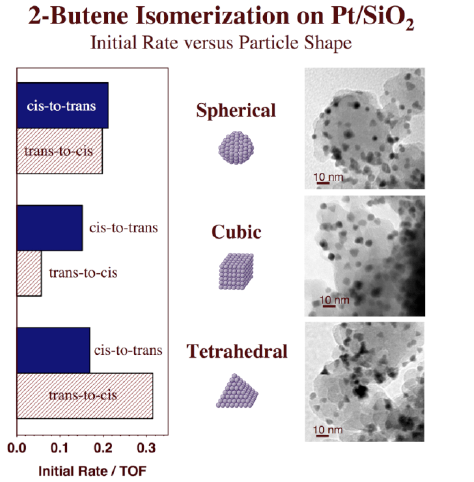 2-Butene Isomerization on Pt/SiO₂
Initial Rate versus Particle Shape
cis-to-trans
trans-to-cis
Spherical
10 nm
cis-to-trans
trans-to-cis
Cubic
10 nm
cis-to-trans
trans-to-cis
Tetrahedral
10 nm
0.0 0.1 0.2 0.3
Initial Rate / TOF